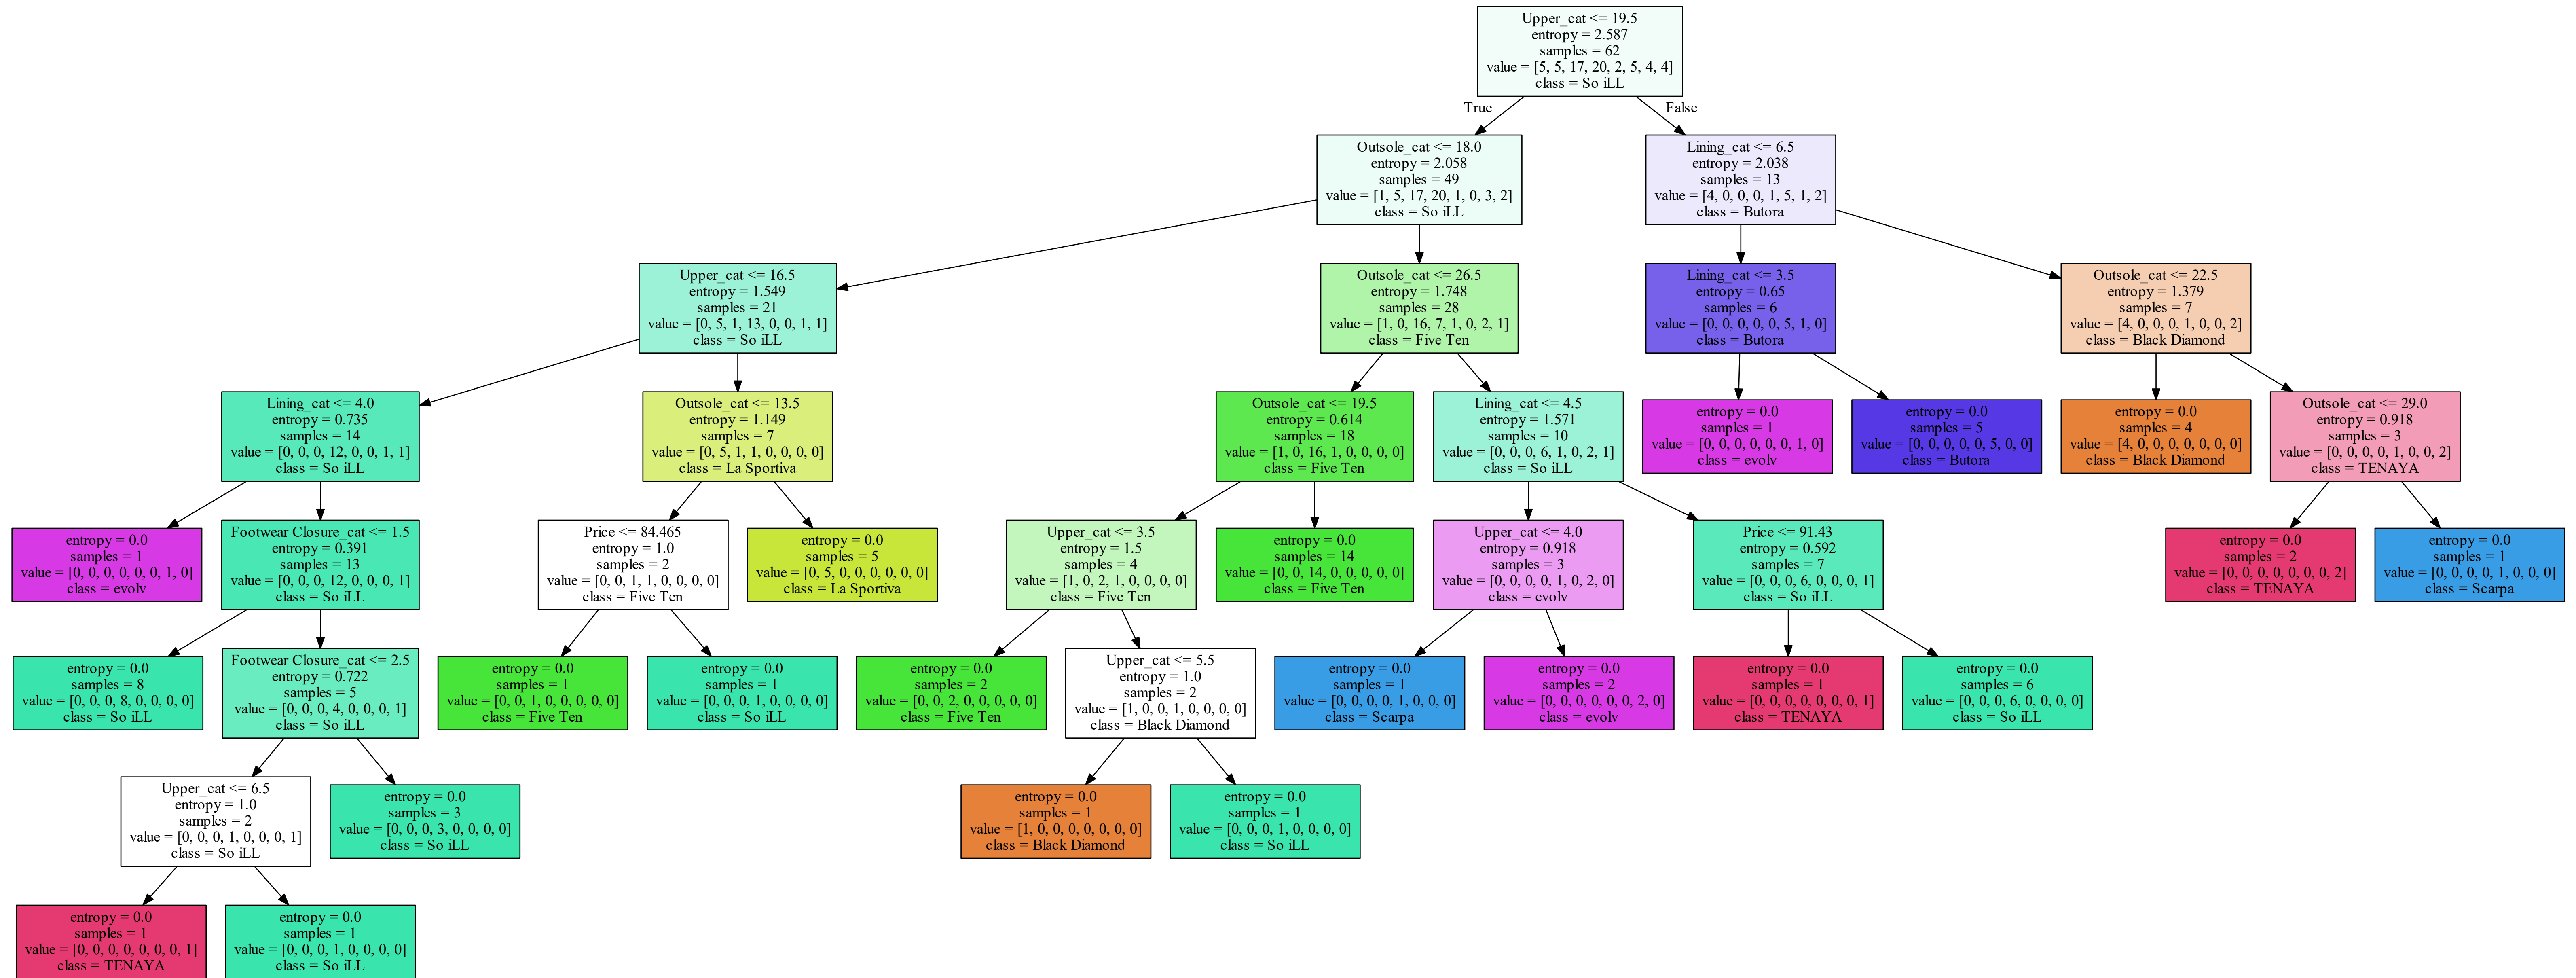 Upper_cat <= 19.5
entropy = 2.587
samples = 62
value = [5, 5, 17, 20, 2, 5, 4, 4]
class = So iLL
True
False
Outsole_cat <= 18.0
entropy = 2.058
samples = 49
value = [1, 5, 17, 20, 1, 0, 3, 2]
class = So iLL
Lining_cat <= 6.5
entropy = 2.038
samples = 13
value = [4, 0, 0, 0, 1, 5, 1, 2]
class = Butora
Upper_cat <= 16.5
entropy = 1.549
samples = 21
value = [0, 5, 1, 13, 0, 0, 1, 1]
class = So iLL
Outsole_cat <= 26.5
entropy = 1.748
samples = 28
value = [1, 0, 16, 7, 1, 0, 2, 1]
class = Five Ten
Lining_cat <= 3.5
entropy = 0.65
samples = 6
value = [0, 0, 0, 0, 0, 5, 1, 0]
class = Butora
Outsole_cat <= 22.5
entropy = 1.379
samples = 7
value = [4, 0, 0, 0, 1, 0, 0, 2]
class = Black Diamond
Lining_cat <= 4.0
entropy = 0.735
samples = 14
value = [0, 0, 0, 12, 0, 0, 1, 1]
class = So iLL
Outsole_cat <= 13.5
entropy = 1.149
samples = 7
value = [0, 5, 1, 1, 0, 0, 0, 0]
class = La Sportiva
Outsole_cat <= 19.5
entropy = 0.614
samples = 18
value = [1, 0, 16, 1, 0, 0, 0, 0]
class = Five Ten
Lining_cat <= 4.5
entropy = 1.571
samples = 10
value = [0, 0, 0, 6, 1, 0, 2, 1]
class = So iLL
entropy = 0.0
samples = 1
value = [0, 0, 0, 0, 0, 0, 1, 0]
class = evolv
entropy = 0.0
samples = 5
value = [0, 0, 0, 0, 0, 5, 0, 0]
class = Butora
entropy = 0.0
samples = 4
value = [4, 0, 0, 0, 0, 0, 0, 0]
class = Black Diamond
Outsole_cat <= 29.0
entropy = 0.918
samples = 3
value = [0, 0, 0, 0, 1, 0, 0, 2]
class = TENAYA
entropy = 0.0
samples = 1
value = [0, 0, 0, 0, 0, 0, 1, 0]
class = evolv
Footwear Closure_cat <= 1.5
entropy = 0.391
samples = 13
value = [0, 0, 0, 12, 0, 0, 0, 1]
class = So iLL
Price <= 84.465
entropy = 1.0
samples = 2
value = [0, 0, 1, 1, 0, 0, 0, 0]
class = Five Ten
entropy = 0.0
samples = 5
value = [0, 5, 0, 0, 0, 0, 0, 0]
class = La Sportiva
Upper_cat <= 3.5
entropy = 1.5
samples = 4
value = [1, 0, 2, 1, 0, 0, 0, 0]
class = Five Ten
entropy = 0.0
samples = 14
value = [0, 0, 14, 0, 0, 0, 0, 0]
class = Five Ten
Upper_cat <= 4.0
entropy = 0.918
samples = 3
value = [0, 0, 0, 0, 1, 0, 2, 0]
class = evolv
Price <= 91.43
entropy = 0.592
samples = 7
value = [0, 0, 0, 6, 0, 0, 0, 1]
class = So iLL
entropy = 0.0
samples = 2
value = [0, 0, 0, 0, 0, 0, 0, 2]
class = TENAYA
entropy = 0.0
samples = 1
value = [0, 0, 0, 0, 1, 0, 0, 0]
class = Scarpa
entropy = 0.0
samples = 8
value = [0, 0, 0, 8, 0, 0, 0, 0]
class = So iLL
Footwear Closure_cat <= 2.5
entropy = 0.722
samples = 5
value = [0, 0, 0, 4, 0, 0, 0, 1]
class = So iLL
entropy = 0.0
samples = 1
value = [0, 0, 1, 0, 0, 0, 0, 0]
class = Five Ten
entropy = 0.0
samples = 1
value = [0, 0, 0, 1, 0, 0, 0, 0]
class = So iLL
entropy = 0.0
samples = 2
value = [0, 0, 2, 0, 0, 0, 0, 0]
class = Five Ten
Upper_cat <= 5.5
entropy = 1.0
samples = 2
value = [1, 0, 0, 1, 0, 0, 0, 0]
class = Black Diamond
entropy = 0.0
samples = 1
value = [0, 0, 0, 0, 1, 0, 0, 0]
class = Scarpa
entropy = 0.0
samples = 2
value = [0, 0, 0, 0, 0, 0, 2, 0]
class = evolv
entropy = 0.0
samples = 1
value = [0, 0, 0, 0, 0, 0, 0, 1]
class = TENAYA
entropy = 0.0
samples = 6
value = [0, 0, 0, 6, 0, 0, 0, 0]
class = So iLL
Upper_cat <= 6.5
entropy = 1.0
samples = 2
value = [0, 0, 0, 1, 0, 0, 0, 1]
class = So iLL
entropy = 0.0
samples = 3
value = [0, 0, 0, 3, 0, 0, 0, 0]
class = So iLL
entropy = 0.0
samples = 1
value = [1, 0, 0, 0, 0, 0, 0, 0]
class = Black Diamond
entropy = 0.0
samples = 1
value = [0, 0, 0, 1, 0, 0, 0, 0]
class = So iLL
entropy = 0.0
samples = 1
value = [0, 0, 0, 0, 0, 0, 0, 1]
class = TENAYA
entropy = 0.0
samples = 1
value = [0, 0, 0, 1, 0, 0, 0, 0]
class = So iLL